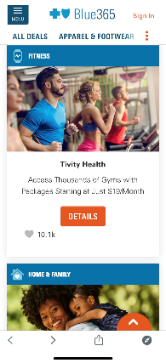 MENU
Blue365
Sign In
ALL DEALS APPAREL & FOOTWEAR
FITNESS
Tivity Health
Access Thousands of Gyms with
Packages Starting at Just $19/Month
DETAILS
10.1k
HOME & FAMILY